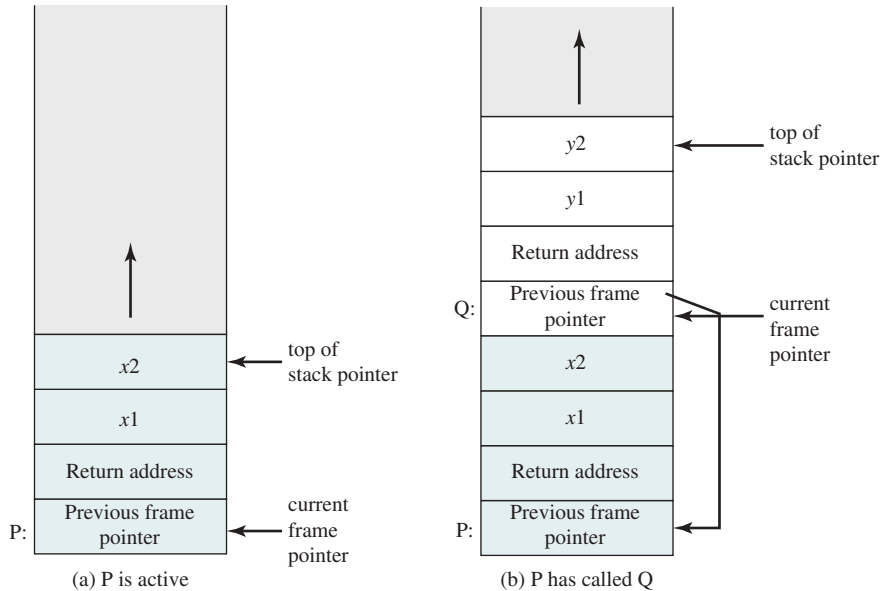 x2
top of
stack pointer
x1
Return address
P:
Previous frame
pointer
current
frame
pointer
(a) P is active
y2
top of
stack pointer
y1
Return address
Q:
Previous frame
pointer
current
frame
pointer
x2
x1
Return address
P:
Previous frame
pointer
(b) P has called Q